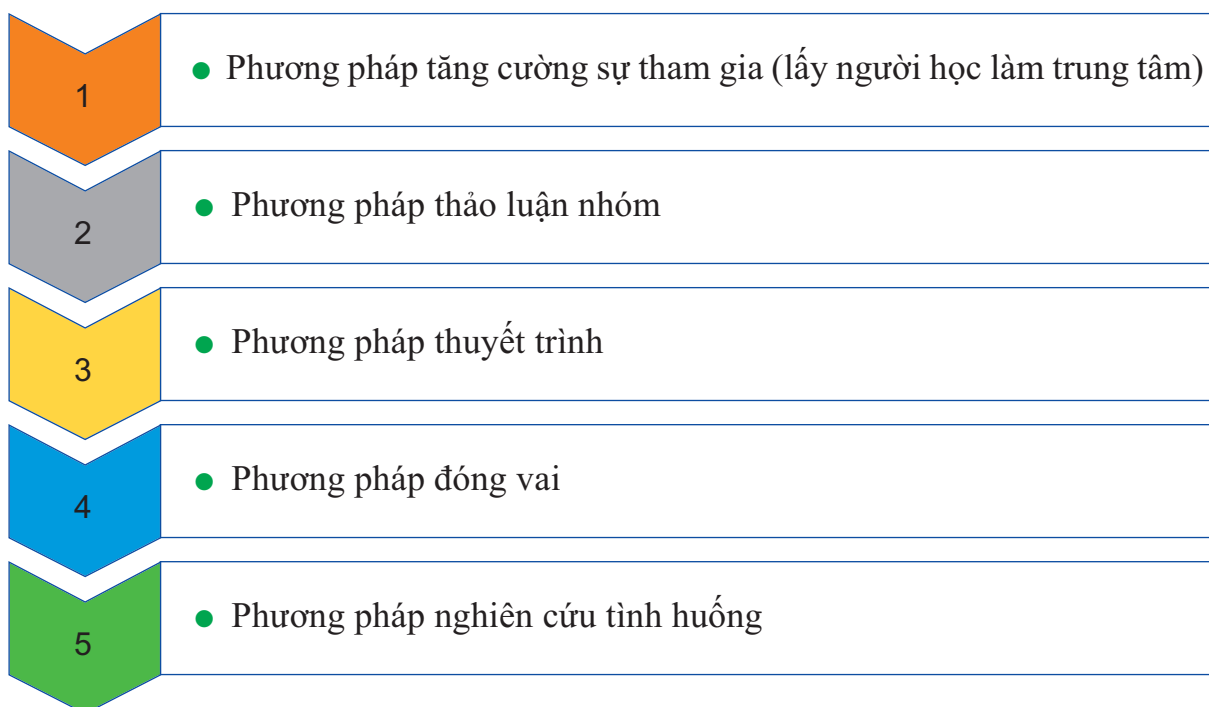 1
● Phương pháp tăng cường sự tham gia (lấy người học làm trung tâm)
2
● Phương pháp thảo luận nhóm
3
● Phương pháp thuyết trình
4
● Phương pháp đóng vai
5
● Phương pháp nghiên cứu tình huống